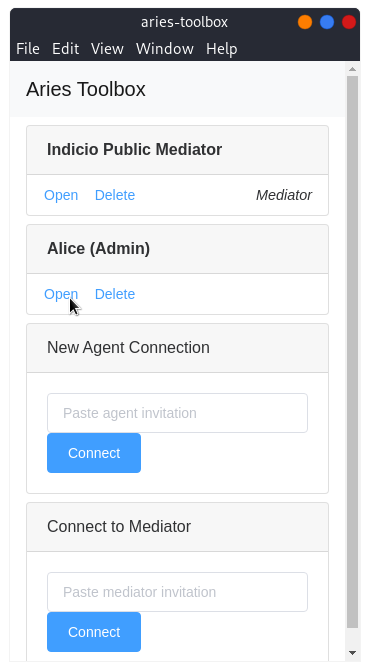 aries-toolbox
File Edit View Window Help
Aries Toolbox
Indicio Public Mediator
Open Delete Mediator
Alice (Admin)
Open Delete
New Agent Connection
Paste agent invitation
Connect
Connect to Mediator
Paste mediator invitation
Connect